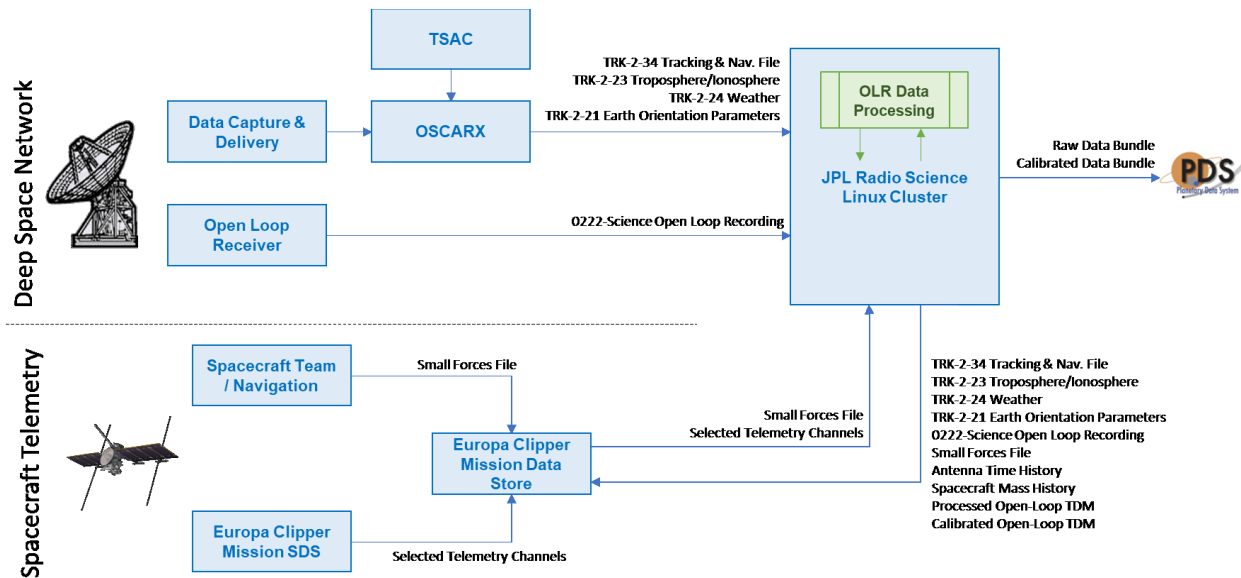 Deep Space Network
TSAC
Data Capture &
Delivery
OSCARX
TRK-2-34 Tracking & Nav. File
TRK-2-23 Troposphere/Ionosphere
TRK-2-24 Weather
TRK-2-21 Earth Orientation Parameters
OLR Data
Processing
JPL Radio Science
Linux Cluster
Raw Data Bundle
Calibrated Data Bundle
PDS
Planetary Data System
Open Loop
Receiver
0222-Science Open Loop Recording
Spacecraft Telemetry
Spacecraft Team
/ Navigation
Small Forces File
Europa Clipper
Mission Data
Store
Small Forces File
Selected Telemetry Channels
Europa Clipper
Mission SDS
Selected Telemetry Channels
TRK-2-34 Tracking & Nav. File
TRK-2-23 Troposphere/Ionosphere
TRK-2-24 Weather
TRK-2-21 Earth Orientation Parameters
0222-Science Open Loop Recording
Small Forces File
Antenna Time History
Spacecraft Mass History
Processed Open-Loop TDM
Calibrated Open-Loop TDM